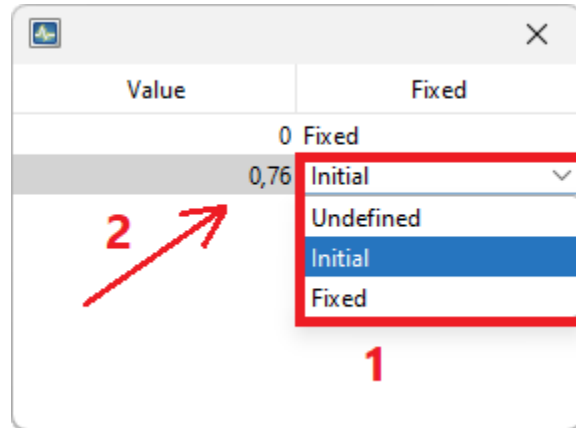 Value Fixed
0 Fixed
0,76 Initial
Undefined
2
Initial
Fixed
1